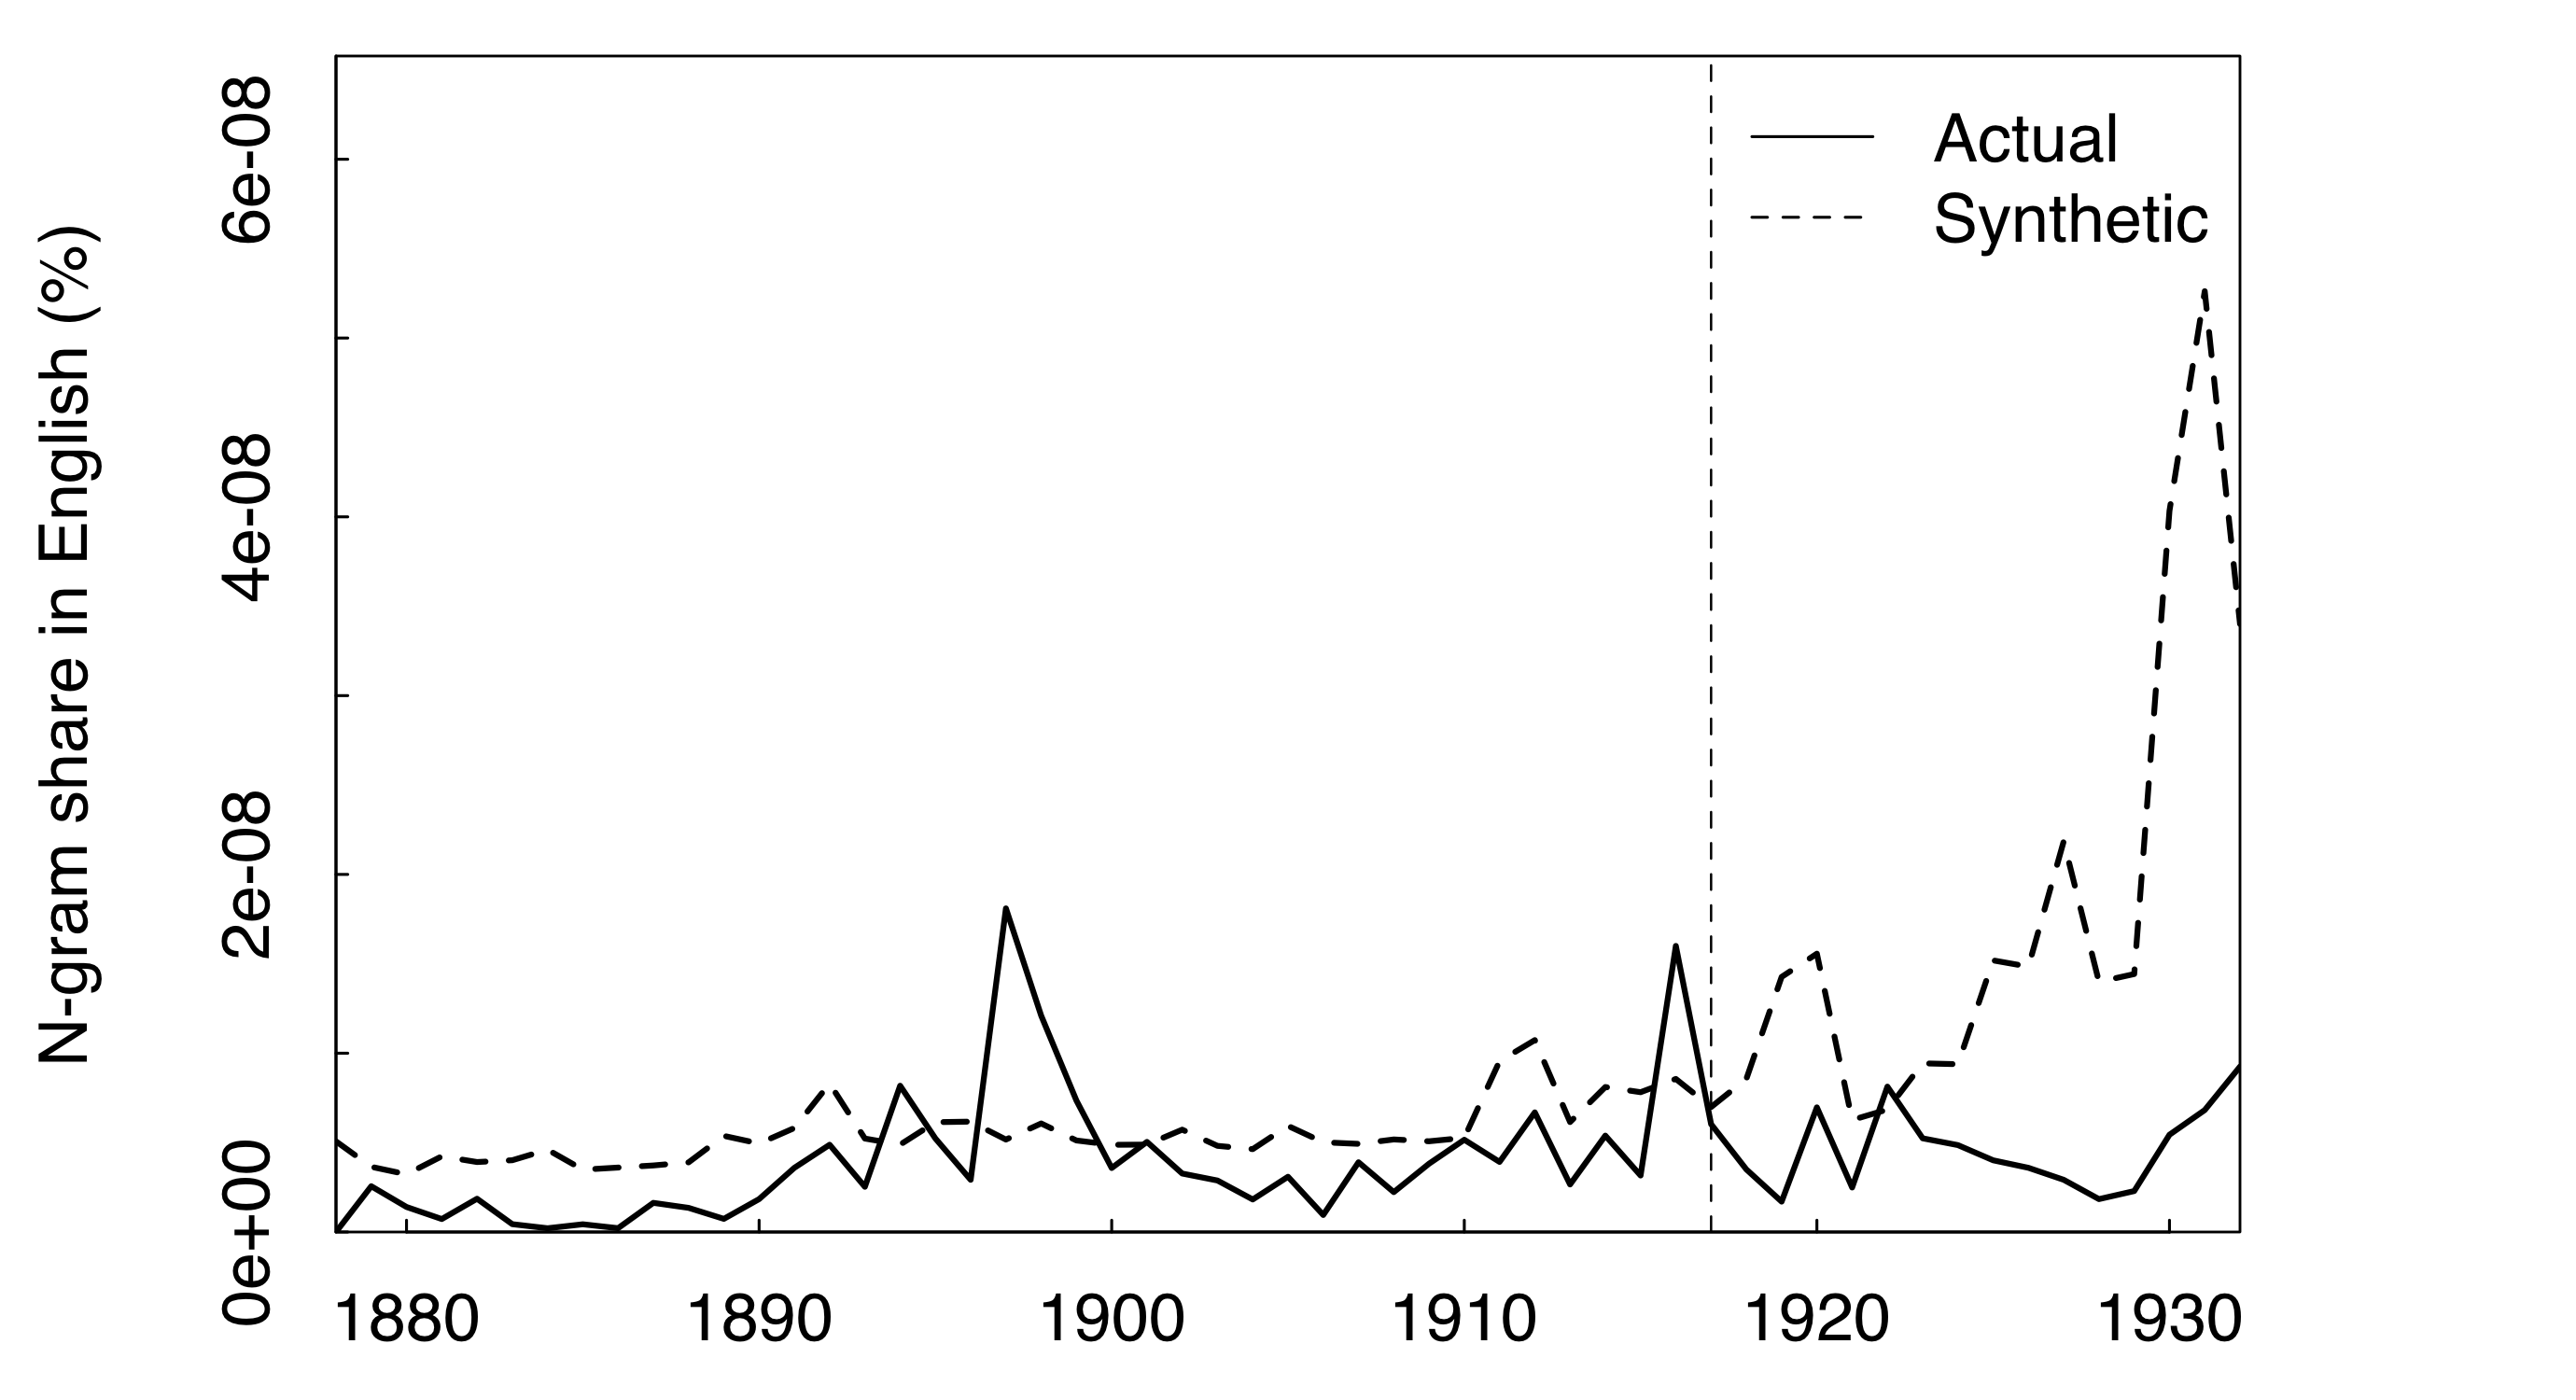 N-gram share in English (%)
6e-08
4e-08
2e-08
0e+00
Actual
Synthetic
1880 1890 1900 1910 1920 1930